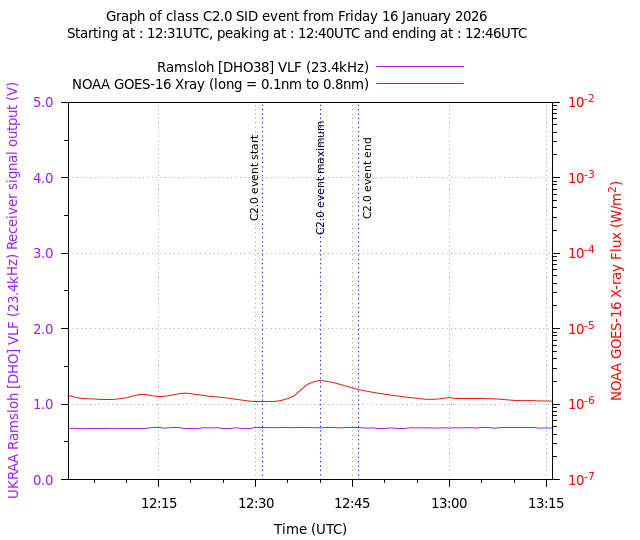 Graph of class C2.0 SID event from Friday 16 January 2026
Starting at : 12:31UTC, peaking at : 12:40UTC and ending at : 12:46UTC
Ramsloh [DHO38] VLF (23.4kHz)
NOAA GOES-16 Xray (long = 0.1nm to 0.8nm)
UKRAA Ramsloh [DHO] VLF (23.4kHz) Receiver signal output (V)
5.0
4.0
3.0
2.0
1.0
0.0
C2.0 event start
C2.0 event maximum
C2.0 event end
10⁻²
10⁻³
10⁻⁴
10⁻⁵
10⁻⁶
10⁻⁷
NOAA GOES-16 X-ray Flux (W/m²)
12:15
12:30
12:45
13:00
13:15
Time (UTC)